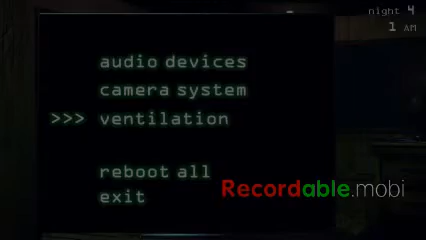 night 4
1 AM
audio devices
camera system
>>> ventilation
reboot all
exit
Recordable.mobi